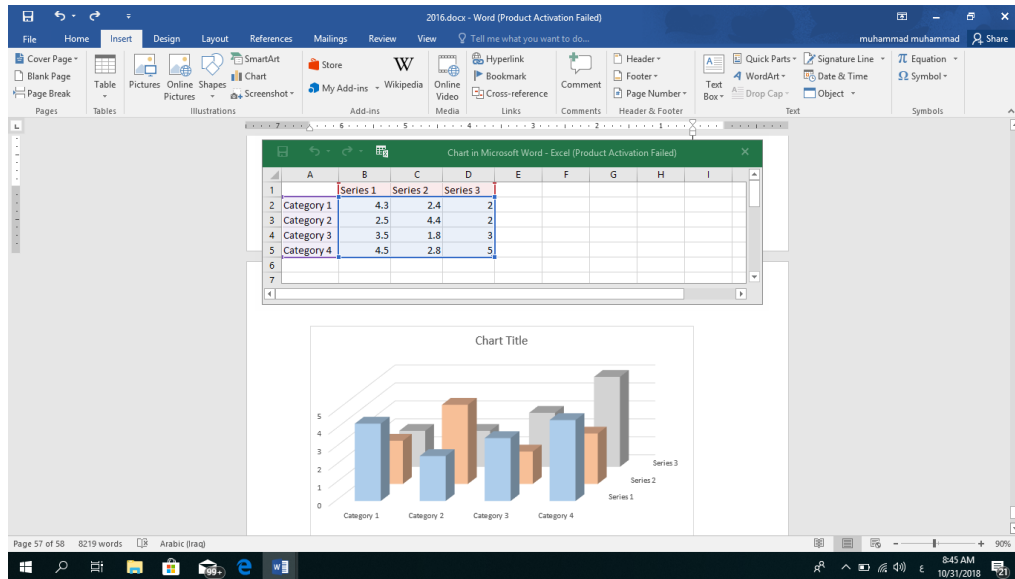 2016.docx - Word (Product Activation Failed)
File Home Insert Design Layout References Mailings Review View Tell me what you want to do... muhammad muhammad Share
Cover Page
Blank Page
Page Break
Pages
Table
Tables
Pictures
Online Pictures
Shapes
SmartArt
Chart
Screenshot
Illustrations
Store
My Add-ins
W Wikipedia
Add-ins
Online Video
Media
Hyperlink
Bookmark
Cross-reference
Links
Comment
Comments
Header
Footer
Page Number
Header & Footer
A Text Box
Quick Parts
A WordArt
A Drop Cap
Signature Line
Date & Time
Object
Text
π Equation
Ω Symbol
Symbols
L 7 6 5 4 3 2 1
Chart in Microsoft Word - Excel (Product Activation Failed)
A B C D E F G H I
1 Series 1 Series 2 Series 3
2 Category 1 4.3 2.4 2
3 Category 2 2.5 4.4 2
4 Category 3 3.5 1.8 3
5 Category 4 4.5 2.8 5
6
7
Chart Title
5
4
3
2
1
0
Series 3
Series 2
Series 1
Category 1 Category 2 Category 3 Category 4
Page 57 of 58 8219 words Arabic (Iraq) 90%
99+ e W ع 8:45 AM
10/31/2018 21